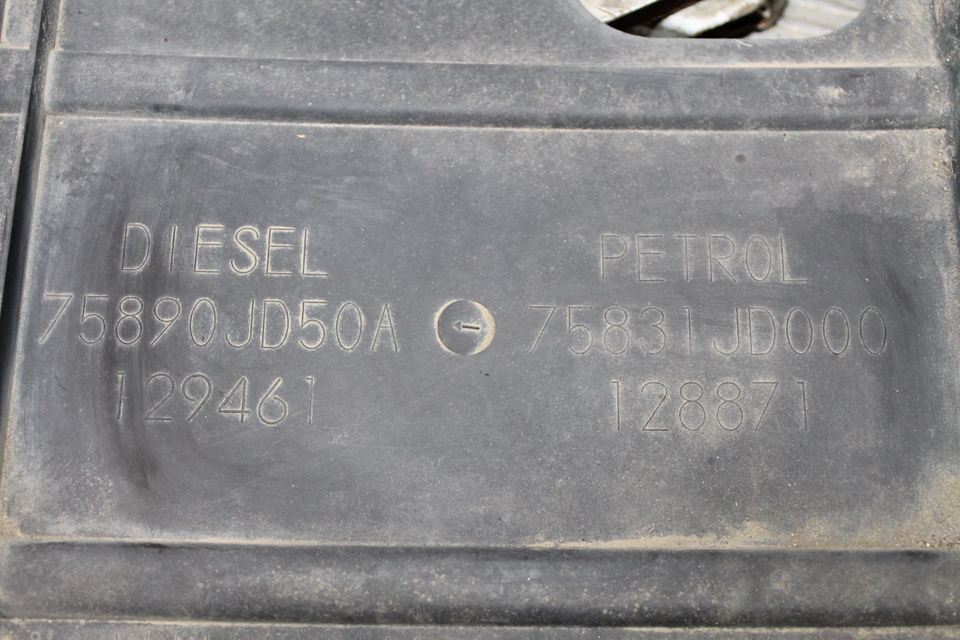 DIESEL
75890JD50A
129461
PETROL
75831JD000
128871